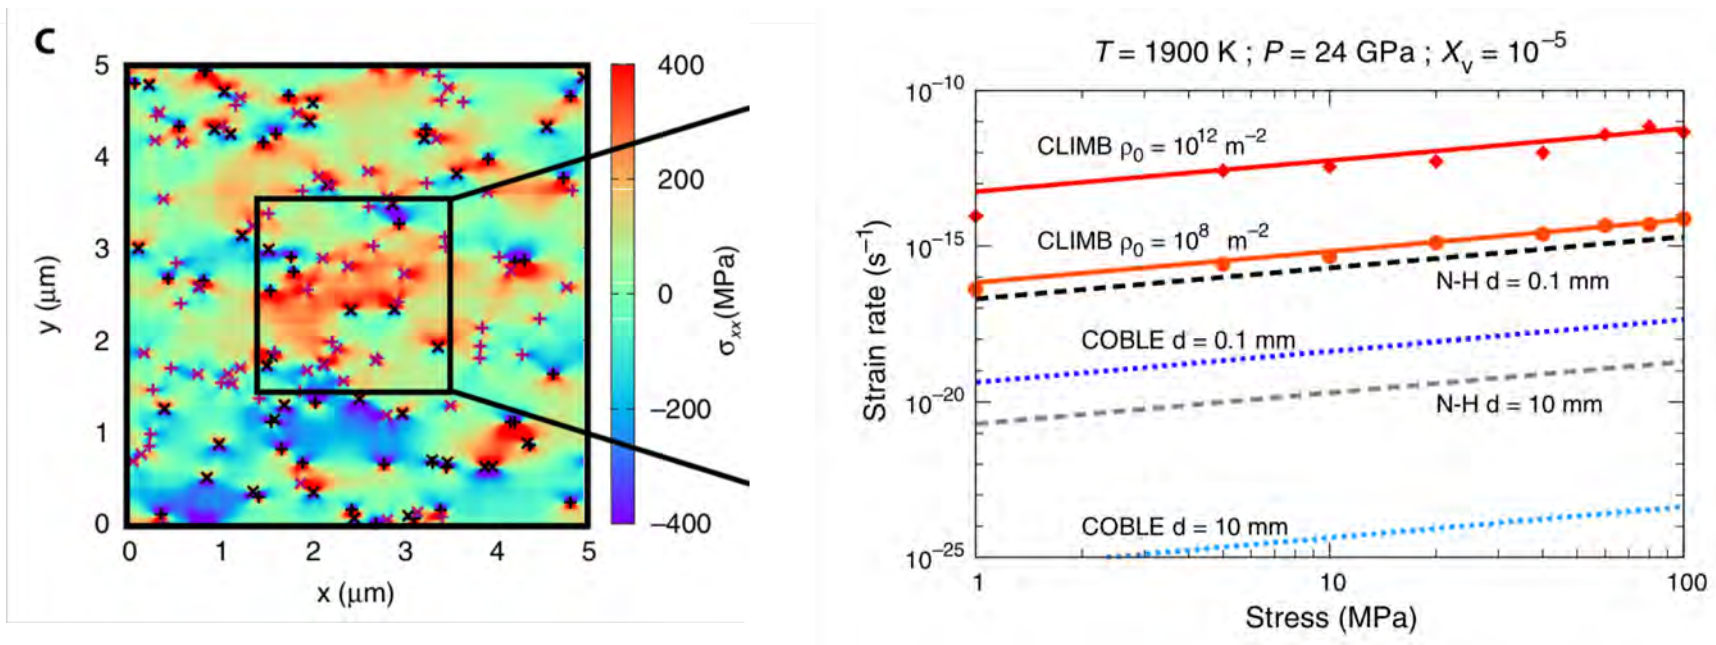 C
5
4
3
2
1
0
y (μm)
0 1 2 3 4 5
x (μm)
400
200
0
−200
−400
σxx(MPa)
T = 1900 K ; P = 24 GPa ; Xv = 10−5
10−10
10−15
10−20
10−25
Strain rate (s−1)
CLIMB ρ0 = 1012 m−2
CLIMB ρ0 = 108 m−2
N-H d = 0.1 mm
COBLE d = 0.1 mm
N-H d = 10 mm
COBLE d = 10 mm
1 10 100
Stress (MPa)